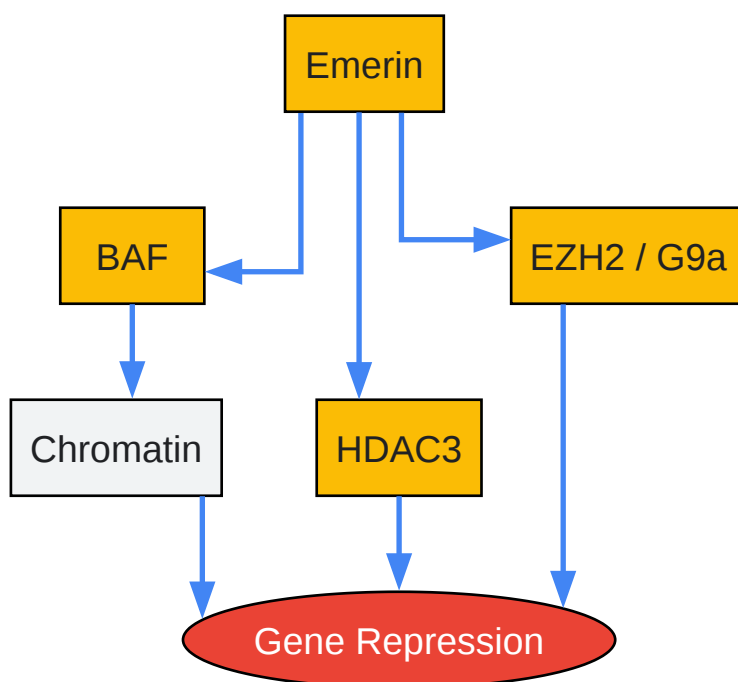 Emerin
BAF
EZH2 / G9a
Chromatin
HDAC3
Gene Repression